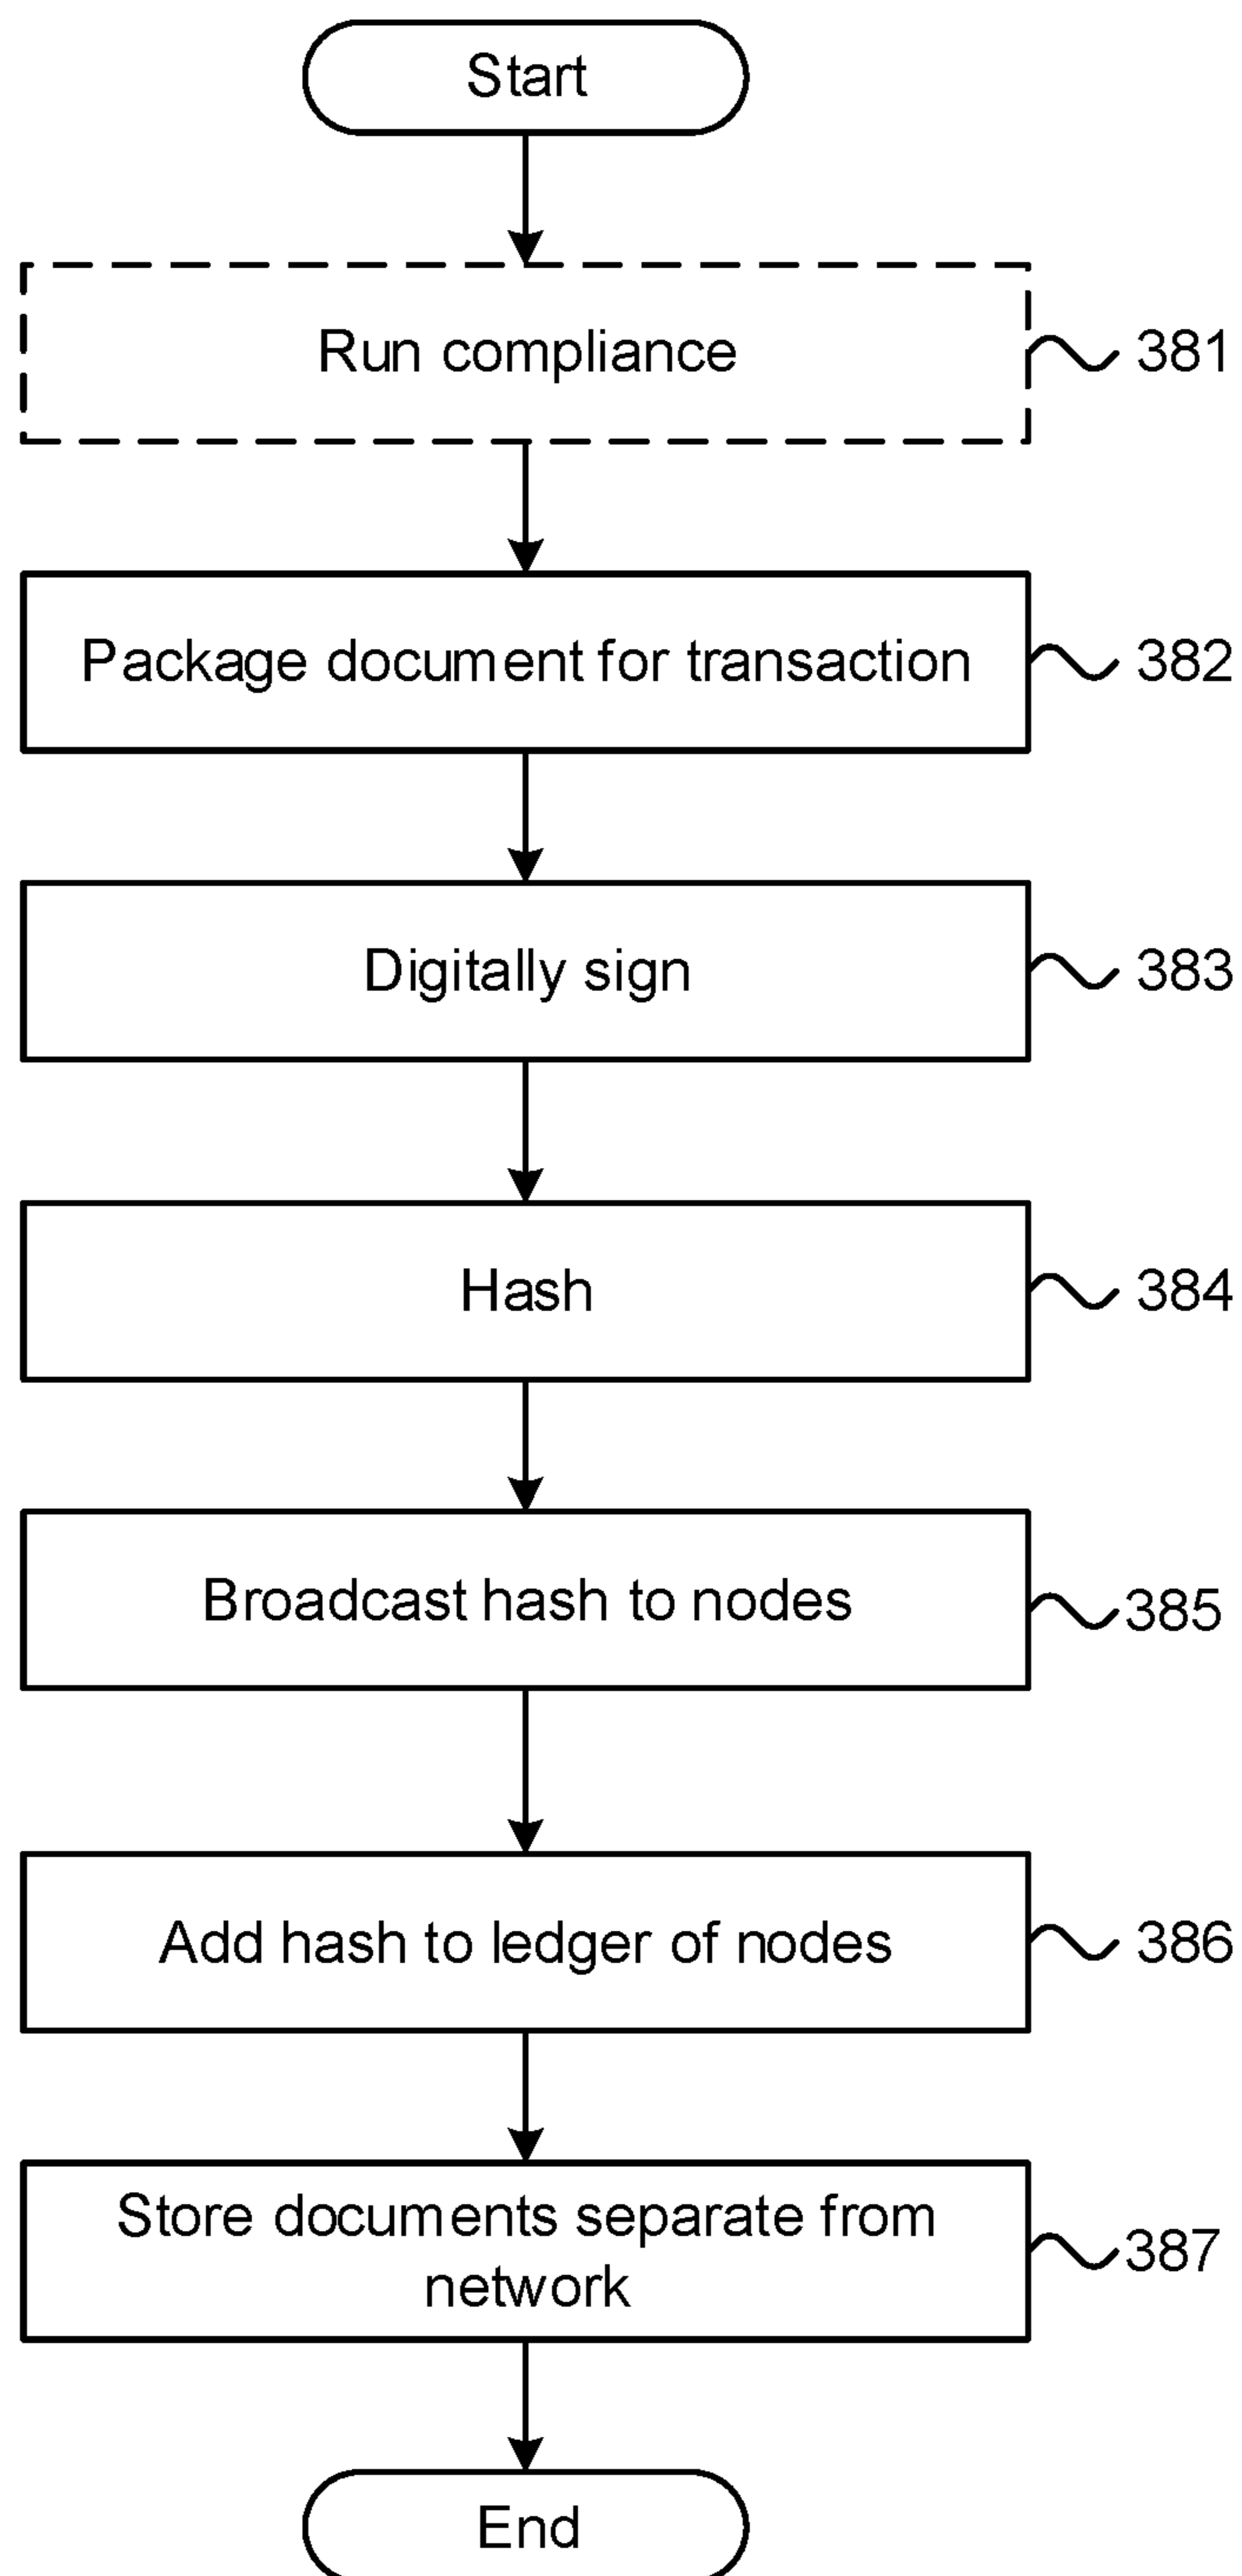 Start
Run compliance
381
Package document for transaction
382
Digitally sign
383
Hash
384
Broadcast hash to nodes
385
Add hash to ledger of nodes
386
Store documents separate from
network
387
End